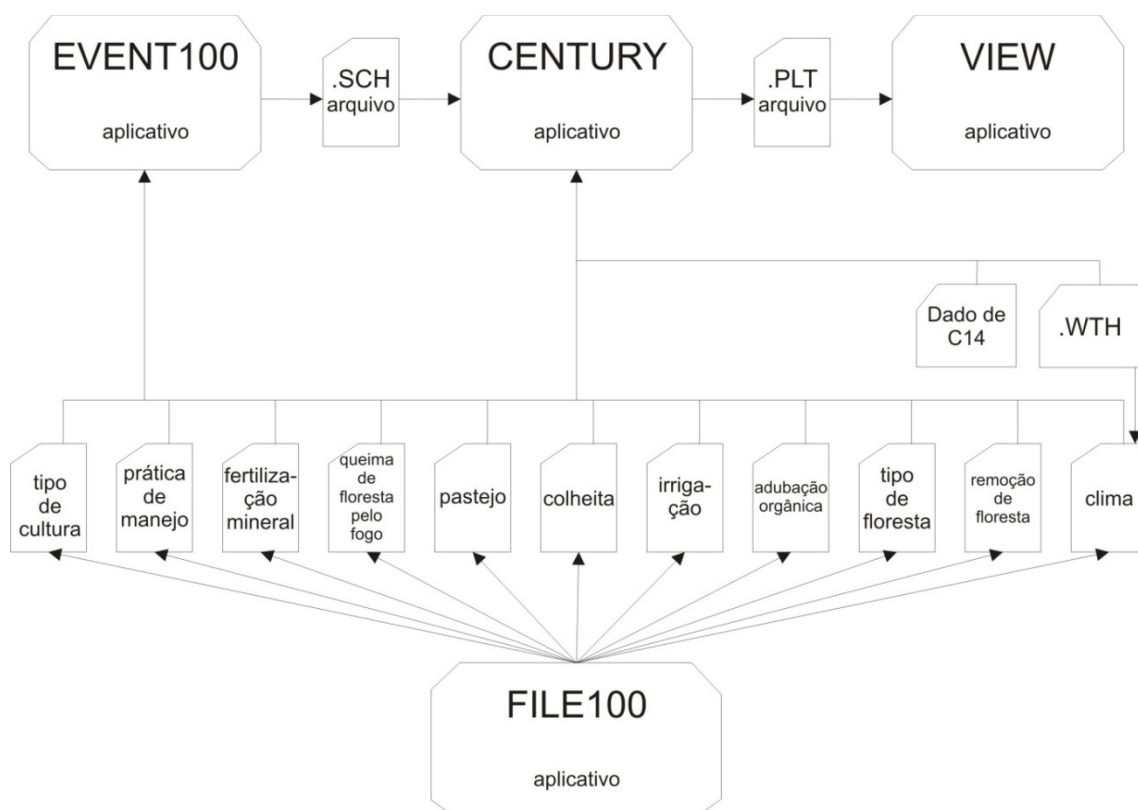 EVENT100
aplicativo
.SCH
arquivo
CENTURY
aplicativo
.PLT
arquivo
VIEW
aplicativo
Dado de
C14
.WTH
tipo
de
cultura
prática
de
manejo
fertiliza-
ção
mineral
queima
de
floresta
pelo
fogo
pastejo
colheita
irriga-
ção
adubação
orgânica
tipo
de
floresta
remoção
de
floresta
clima
FILE100
aplicativo